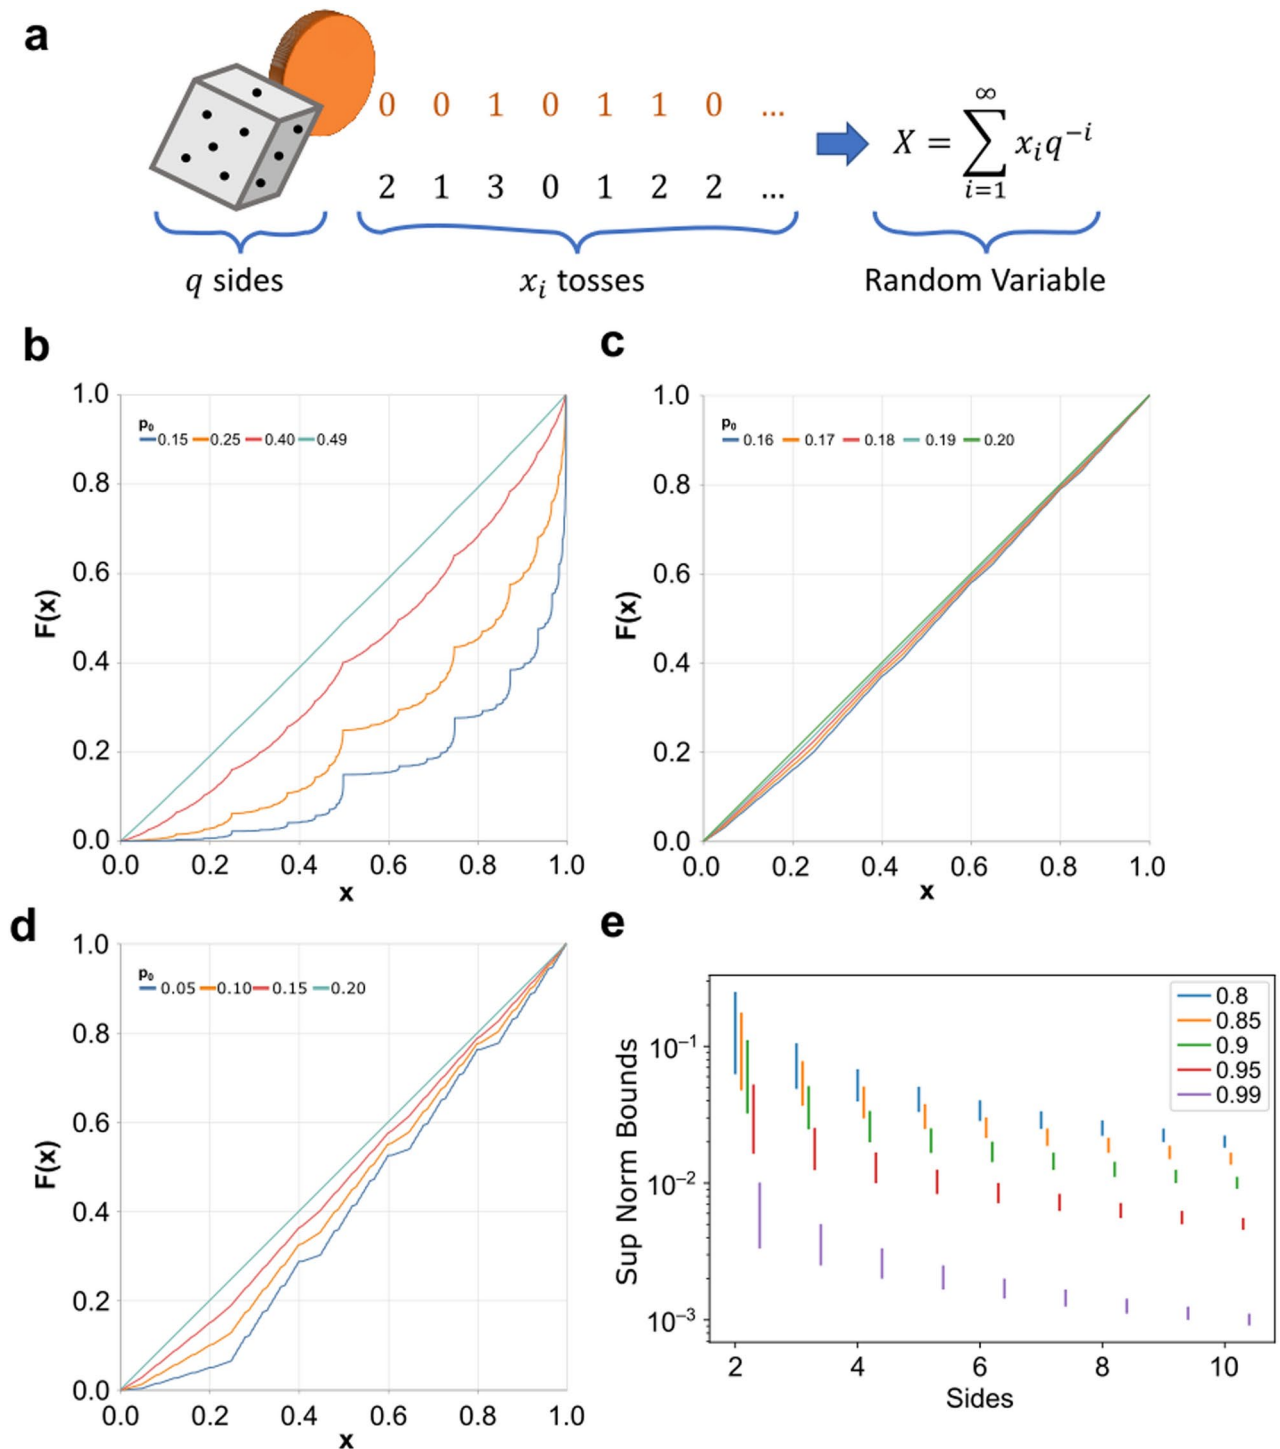 a
0 0 1 0 1 1 0 ...
2 1 3 0 1 2 2 ...
X = ∑_{i=1}^{∞} x_i q^{-i}
q sides
x_i tosses
Random Variable
b
p₀
0.15 0.25 0.40 0.49
1.0
0.8
0.6
0.4
0.2
0.0
F(x)
0.0 0.2 0.4 0.6 0.8 1.0
x
c
p₀
0.16 0.17 0.18 0.19 0.20
1.0
0.8
0.6
0.4
0.2
0.0
F(x)
0.0 0.2 0.4 0.6 0.8 1.0
x
d
p₀
0.05 0.10 0.15 0.20
1.0
0.8
0.6
0.4
0.2
0.0
F(x)
0.0 0.2 0.4 0.6 0.8 1.0
x
e
0.8
0.85
0.9
0.95
0.99
10⁻¹
10⁻²
10⁻³
Sup Norm Bounds
2 4 6 8 10
Sides